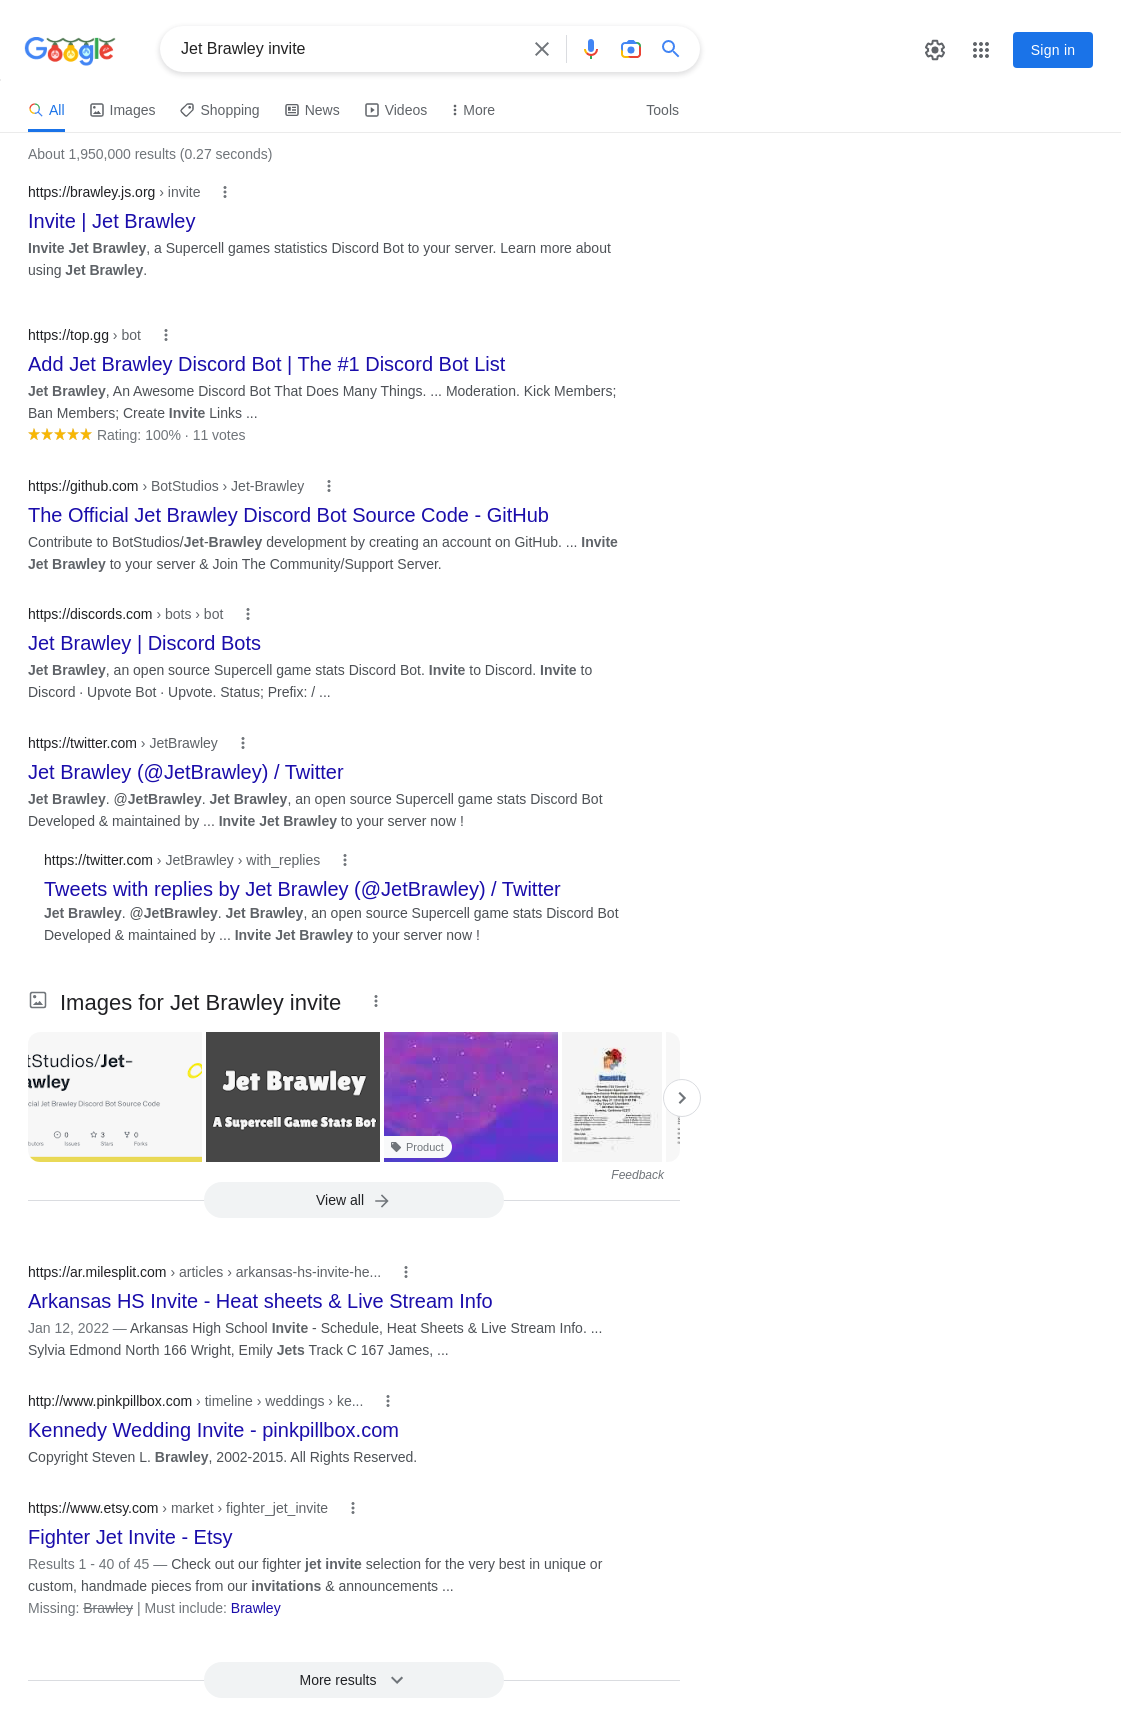 Google
Jet Brawley invite
Sign in
All
Images
Shopping
News
Videos
More
Tools
About 1,950,000 results (0.27 seconds)
https://brawley.js.org › invite
Invite | Jet Brawley
Invite Jet Brawley, a Supercell games statistics Discord Bot to your server. Learn more about
using Jet Brawley.
https://top.gg › bot
Add Jet Brawley Discord Bot | The #1 Discord Bot List
Jet Brawley, An Awesome Discord Bot That Does Many Things. ... Moderation. Kick Members;
Ban Members; Create Invite Links ...
Rating: 100% · 11 votes
https://github.com › BotStudios › Jet-Brawley
The Official Jet Brawley Discord Bot Source Code - GitHub
Contribute to BotStudios/Jet-Brawley development by creating an account on GitHub. ... Invite
Jet Brawley to your server & Join The Community/Support Server.
https://discords.com › bots › bot
Jet Brawley | Discord Bots
Jet Brawley, an open source Supercell game stats Discord Bot. Invite to Discord. Invite to
Discord · Upvote Bot · Upvote. Status; Prefix: / ...
https://twitter.com › JetBrawley
Jet Brawley (@JetBrawley) / Twitter
Jet Brawley. @JetBrawley. Jet Brawley, an open source Supercell game stats Discord Bot
Developed & maintained by ... Invite Jet Brawley to your server now !
https://twitter.com › JetBrawley › with_replies
Tweets with replies by Jet Brawley (@JetBrawley) / Twitter
Jet Brawley. @JetBrawley. Jet Brawley, an open source Supercell game stats Discord Bot
Developed & maintained by ... Invite Jet Brawley to your server now !
Images for Jet Brawley invite
tStudios/Jet-
awley
cial Jet Brawley Discord Bot Source Code
0 3 0
butors Issues Stars Forks
Jet Brawley
A Supercell Game Stats Bot
Product
Feedback
View all
https://ar.milesplit.com › articles › arkansas-hs-invite-he...
Arkansas HS Invite - Heat sheets & Live Stream Info
Jan 12, 2022 — Arkansas High School Invite - Schedule, Heat Sheets & Live Stream Info. ...
Sylvia Edmond North 166 Wright, Emily Jets Track C 167 James, ...
http://www.pinkpillbox.com › timeline › weddings › ke...
Kennedy Wedding Invite - pinkpillbox.com
Copyright Steven L. Brawley, 2002-2015. All Rights Reserved.
https://www.etsy.com › market › fighter_jet_invite
Fighter Jet Invite - Etsy
Results 1 - 40 of 45 — Check out our fighter jet invite selection for the very best in unique or
custom, handmade pieces from our invitations & announcements ...
Missing: Brawley | Must include: Brawley
More results